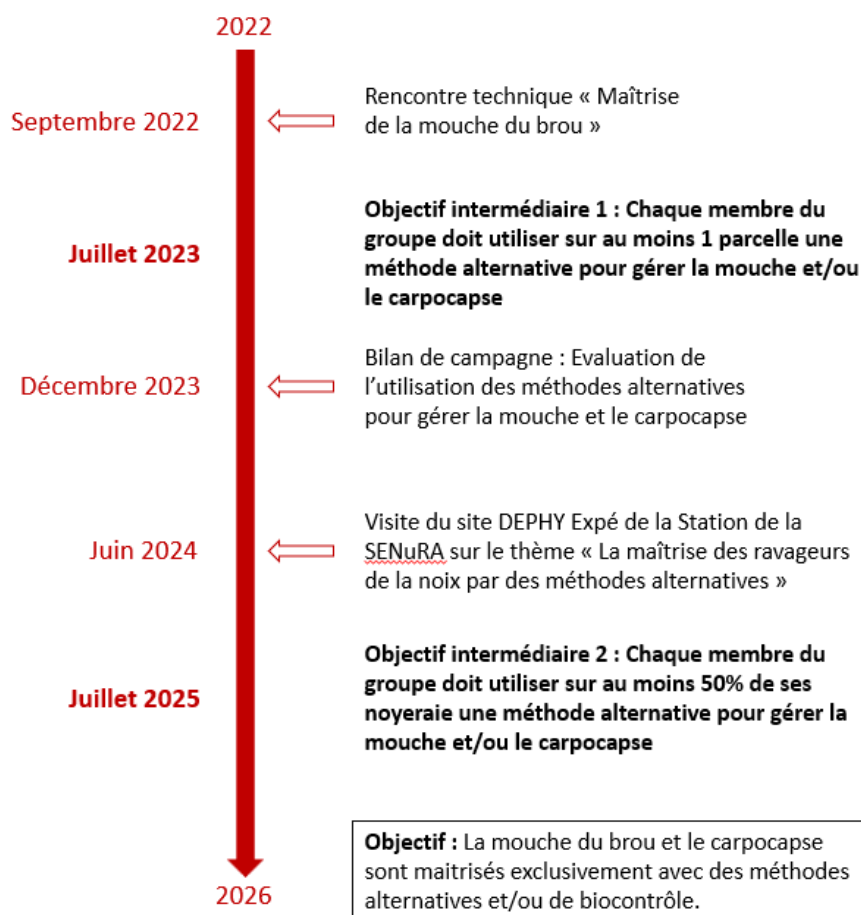 2022
Septembre 2022
Rencontre technique « Maîtrise
de la mouche du brou »
Juillet 2023
Objectif intermédiaire 1 : Chaque membre du
groupe doit utiliser sur au moins 1 parcelle une
méthode alternative pour gérer la mouche et/ou
le carpocapse
Décembre 2023
Bilan de campagne : Evaluation de
l'utilisation des méthodes alternatives
pour gérer la mouche et le carpocapse
Juin 2024
Visite du site DEPHY Expé de la Station de la
SENuRA sur le thème « La maîtrise des ravageurs
de la noix par des méthodes alternatives »
Juillet 2025
Objectif intermédiaire 2 : Chaque membre du
groupe doit utiliser sur au moins 50% de ses
noyeraie une méthode alternative pour gérer la
mouche et/ou le carpocapse
Objectif : La mouche du brou et le carpocapse
sont maitrisés exclusivement avec des méthodes
alternatives et/ou de biocontrôle.
2026